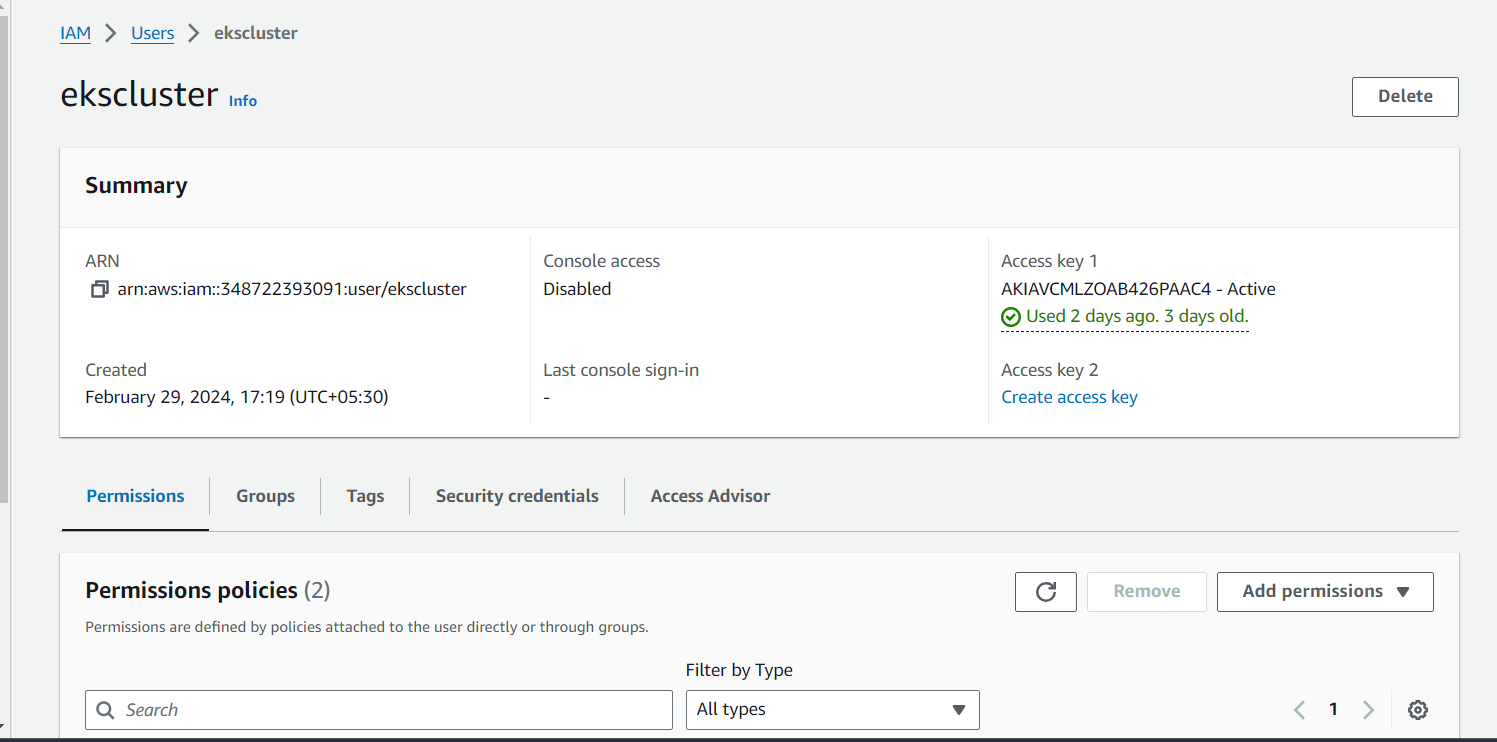 IAM > Users > ekscluster
ekscluster Info
Delete
Summary
ARN
arn:aws:iam::348722393091:user/ekscluster
Console access
Disabled
Access key 1
AKIAVCMLZOAB426PAAC4 - Active
Used 2 days ago. 3 days old.
Created
February 29, 2024, 17:19 (UTC+05:30)
Last console sign-in
-
Access key 2
Create access key
Permissions Groups Tags Security credentials Access Advisor
Permissions policies (2)
Remove Add permissions
Permissions are defined by policies attached to the user directly or through groups.
Filter by Type
Search All types 1